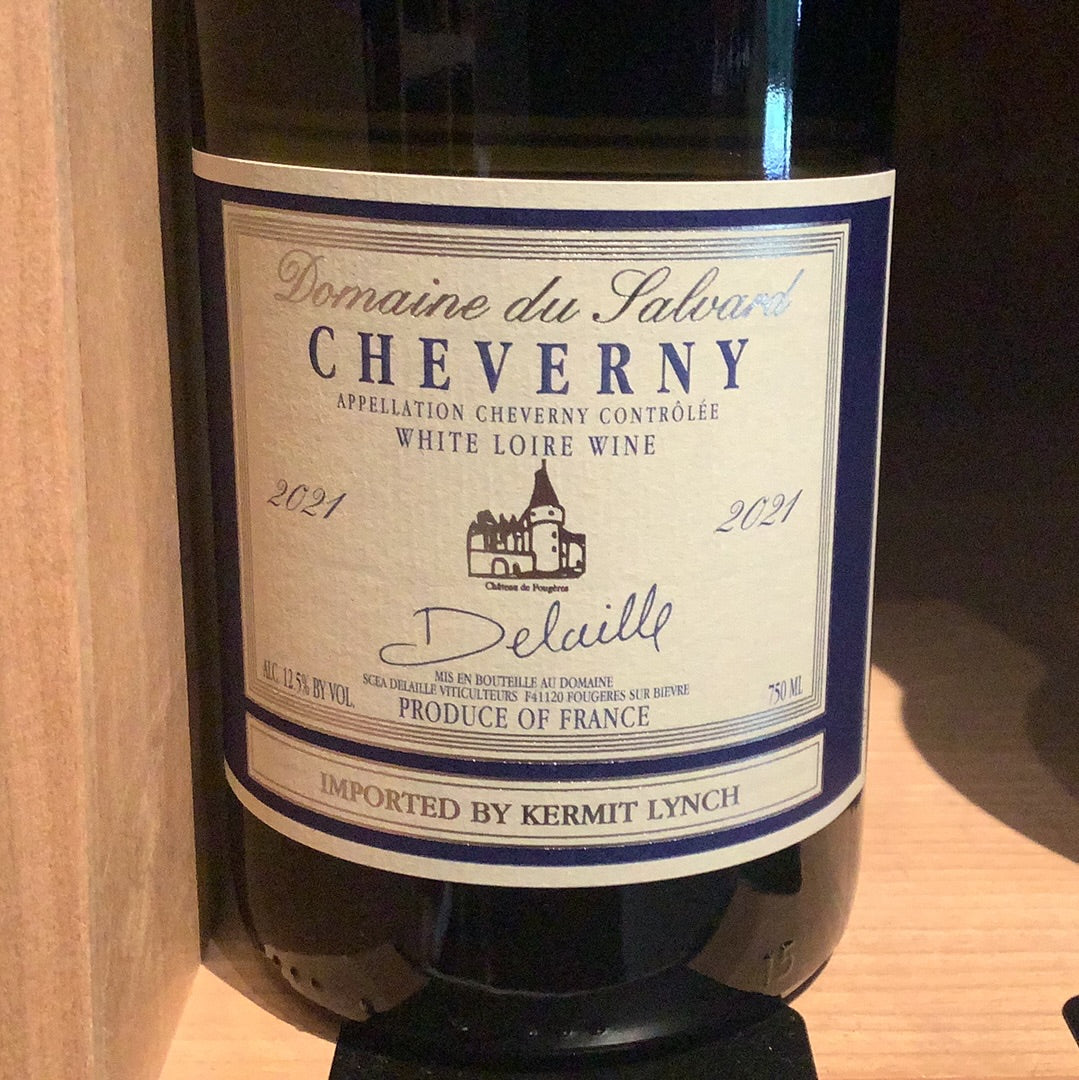 Domaine du Salvard
CHEVERNY
APPELLATION CHEVERNY CONTRÔLÉE
WHITE LOIRE WINE
2021
2021
Château de Fougères
Delaille
MIS EN BOUTEILLE AU DOMAINE
SCEA DELAILLE VITICULTEURS F41120 FOUGERES SUR BIEVRE
ALC. 12.5% BY VOL.
750 ML
PRODUCE OF FRANCE
IMPORTED BY KERMIT LYNCH
75